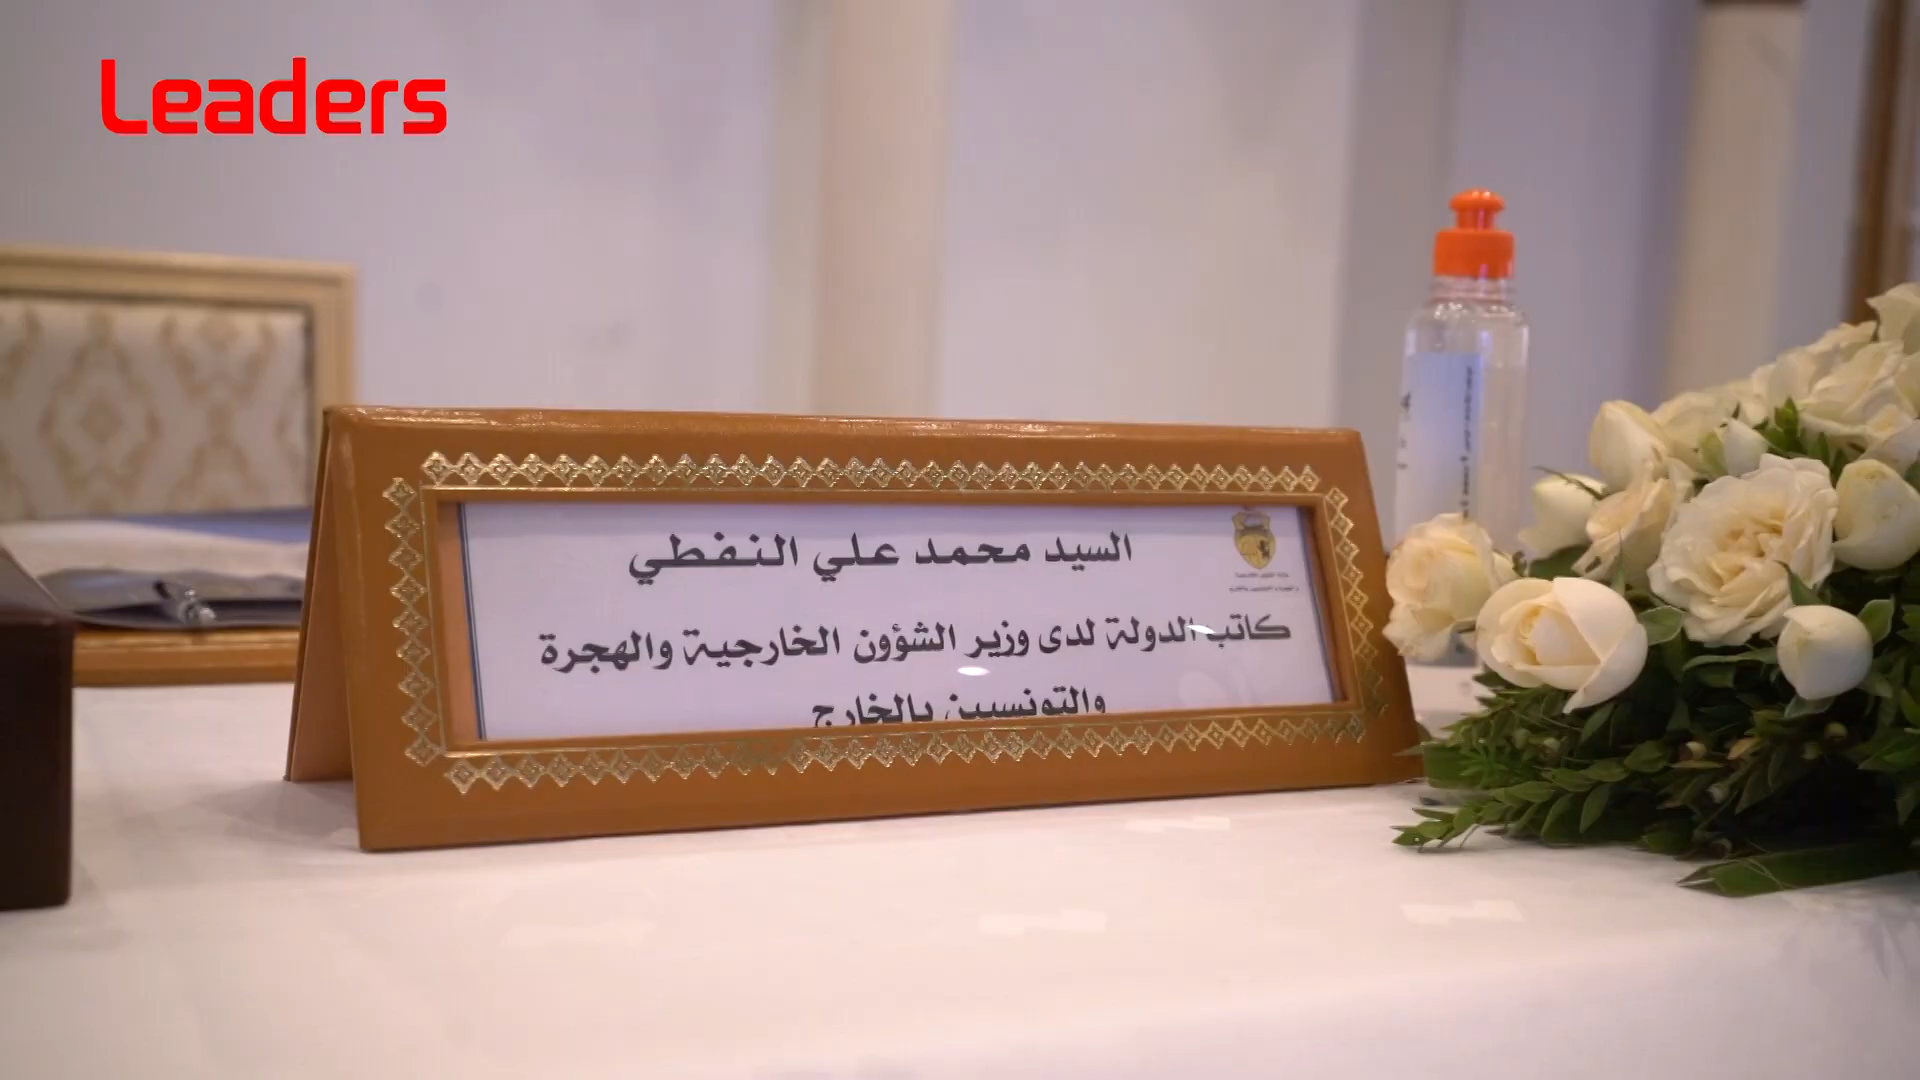 Leaders
السيد محمد علي النفطي
كاتب الدولة لدى وزير الشؤون الخارجية والهجرة
والتونسيين بالخارج